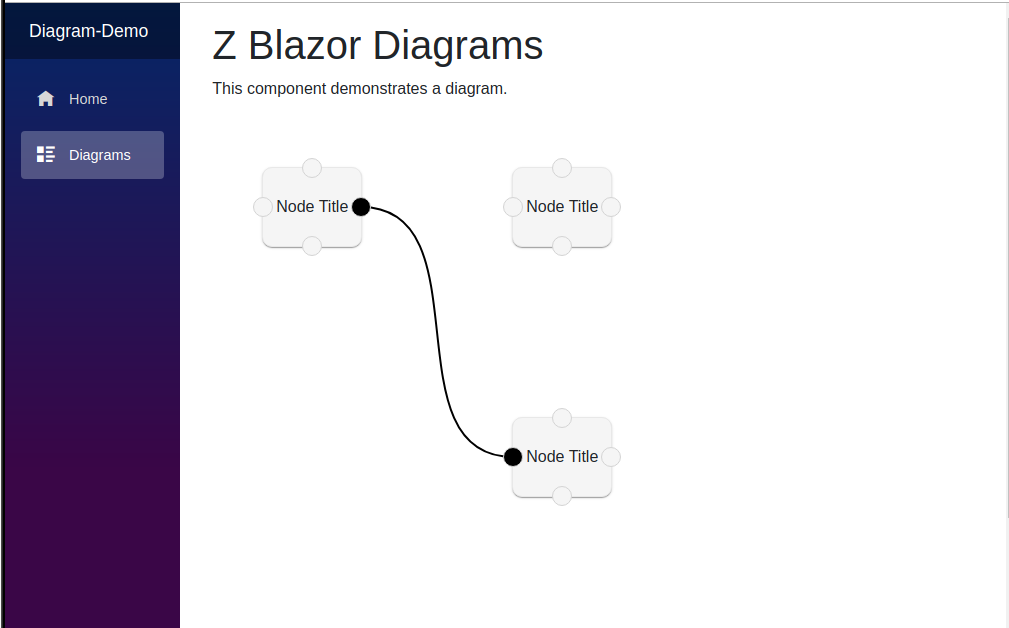 Diagram-Demo
Home
Diagrams
Z Blazor Diagrams
This component demonstrates a diagram.
Node Title
Node Title
Node Title